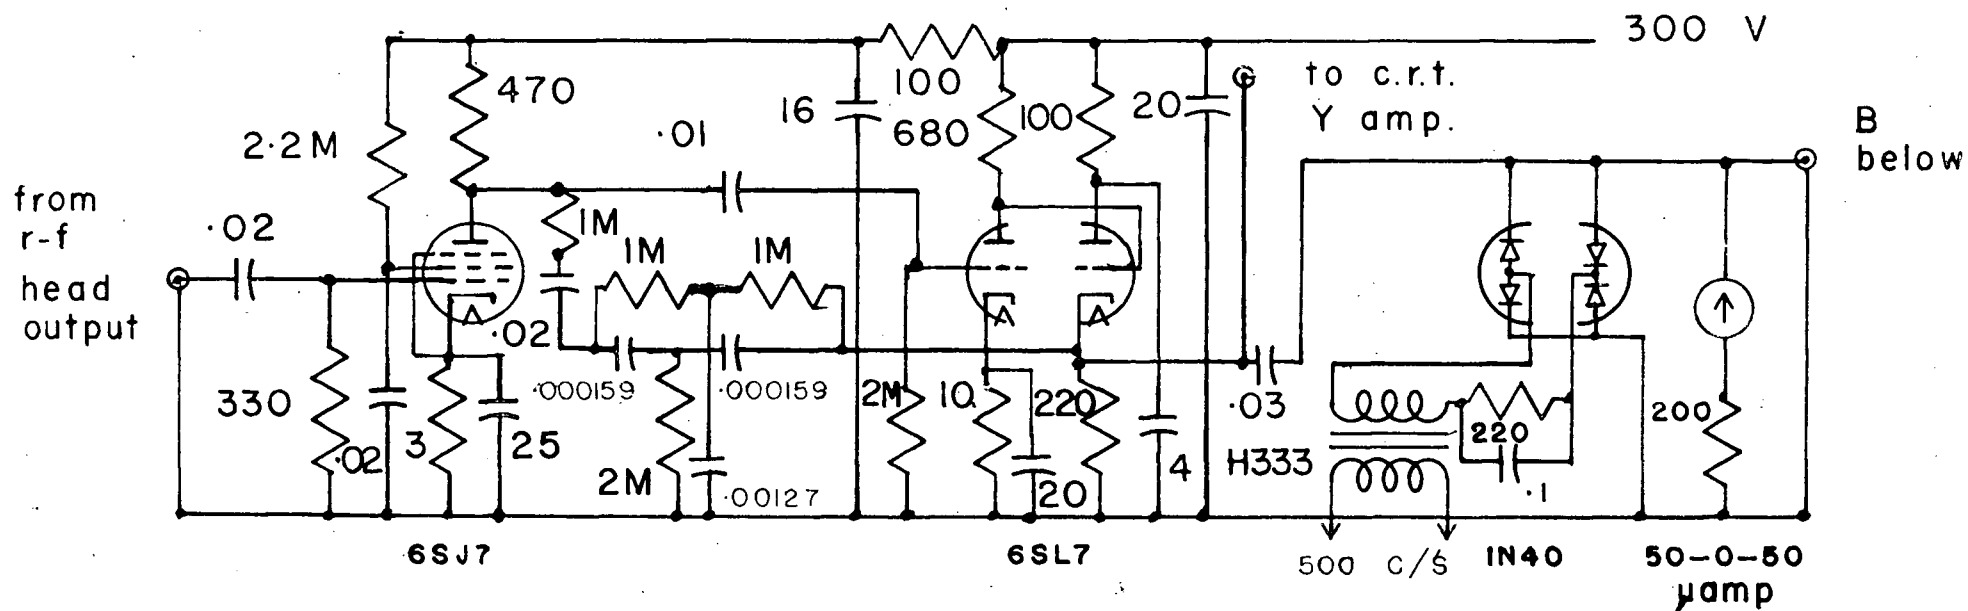 300 V
470
100
16
680
100
20
to c.r.t.
Y amp.
B
below
2.2M
.01
from
r-f
head
output
.02
1M
1M
1M
.02
.000159
.000159
330
.02
3
25
2M
.00127
2M
10
20
220
4
.03
H333
220
.1
200
6SJ7
6SL7
500 c/s
1N40
50-0-50
µamp